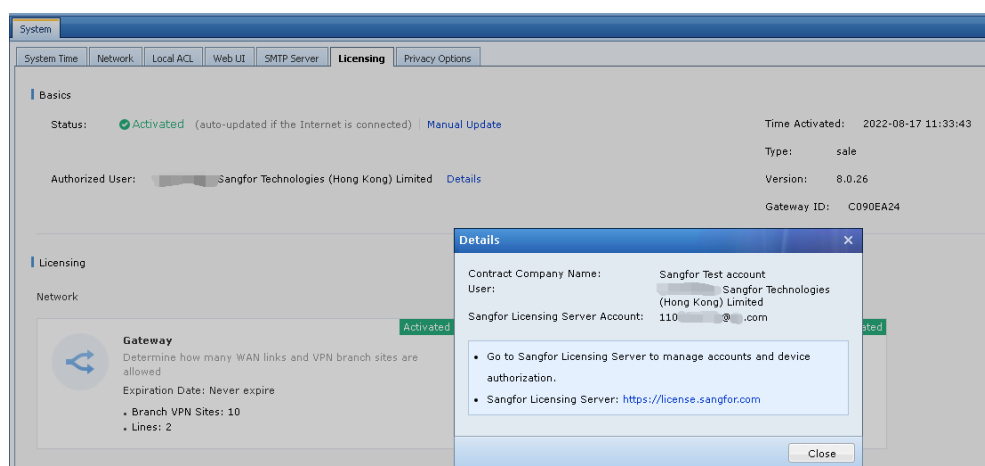 System
System Time Network Local ACL Web UI SMTP Server Licensing Privacy Options
Basics
Status: Activated (auto-updated if the Internet is connected) Manual Update
Time Activated: 2022-08-17 11:33:43
Type: sale
Authorized User: Sangfor Technologies (Hong Kong) Limited Details
Version: 8.0.26
Gateway ID: C090EA24
Licensing
Network
Activated
Gateway
Determine how many WAN links and VPN branch sites are
allowed
Expiration Date: Never expire
• Branch VPN Sites: 10
• Lines: 2
Details
Contract Company Name: Sangfor Test account
User: Sangfor Technologies
(Hong Kong) Limited
Sangfor Licensing Server Account: 110 @ .com
• Go to Sangfor Licensing Server to manage accounts and device
authorization.
• Sangfor Licensing Server: https://license.sangfor.com
Close
ated